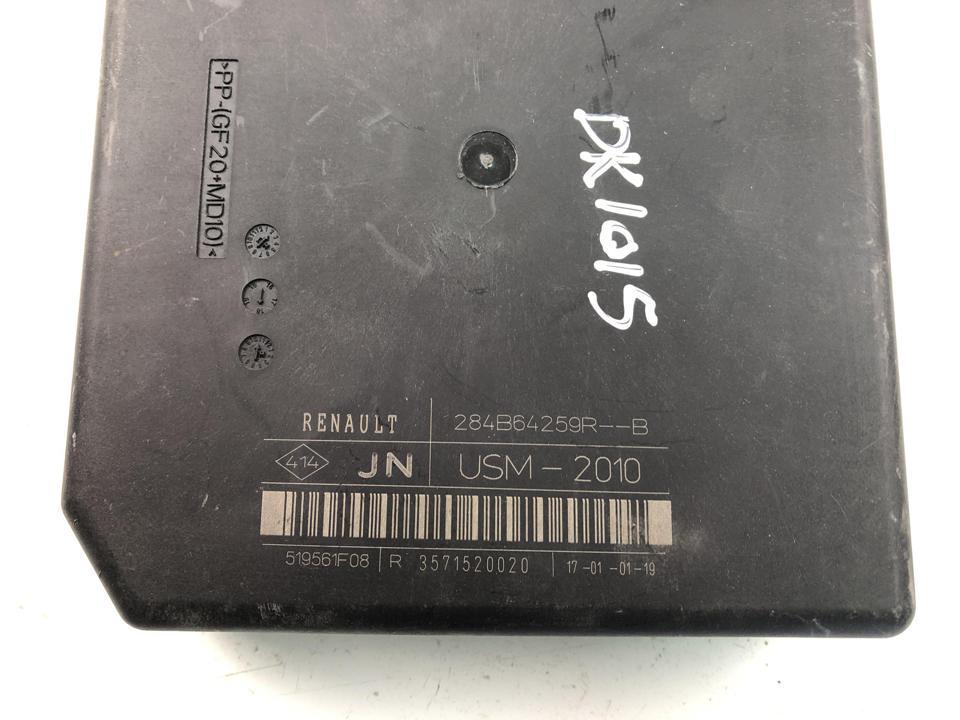 >PP-(GF20+MD10)<
DK1015
RENAULT 284B64259R--B
414 JN USM-2010
519561F08 R 3571520020 17-01-01-19